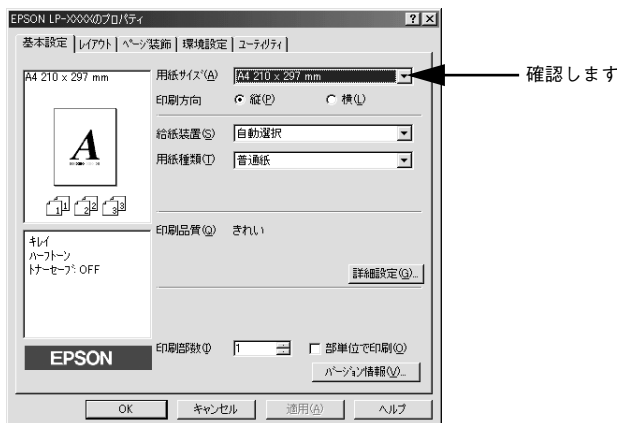 EPSON LP-XXXXのプロパティ
基本設定 レイアウト ページ装飾 環境設定 ユーティリティ
A4 210 x 297 mm
A
1 1 2 2 3 3
キレイ
ハーフトーン
トナーセーブ: OFF
EPSON
用紙サイズ(A) A4 210 x 297 mm
確認します
印刷方向 縦(P) 横(L)
給紙装置(S) 自動選択
用紙種類(T) 普通紙
印刷品質(Q) きれい
詳細設定(G)...
印刷部数(I) 1 部単位で印刷(O)
バージョン情報(V)...
OK キャンセル 適用(A) ヘルプ